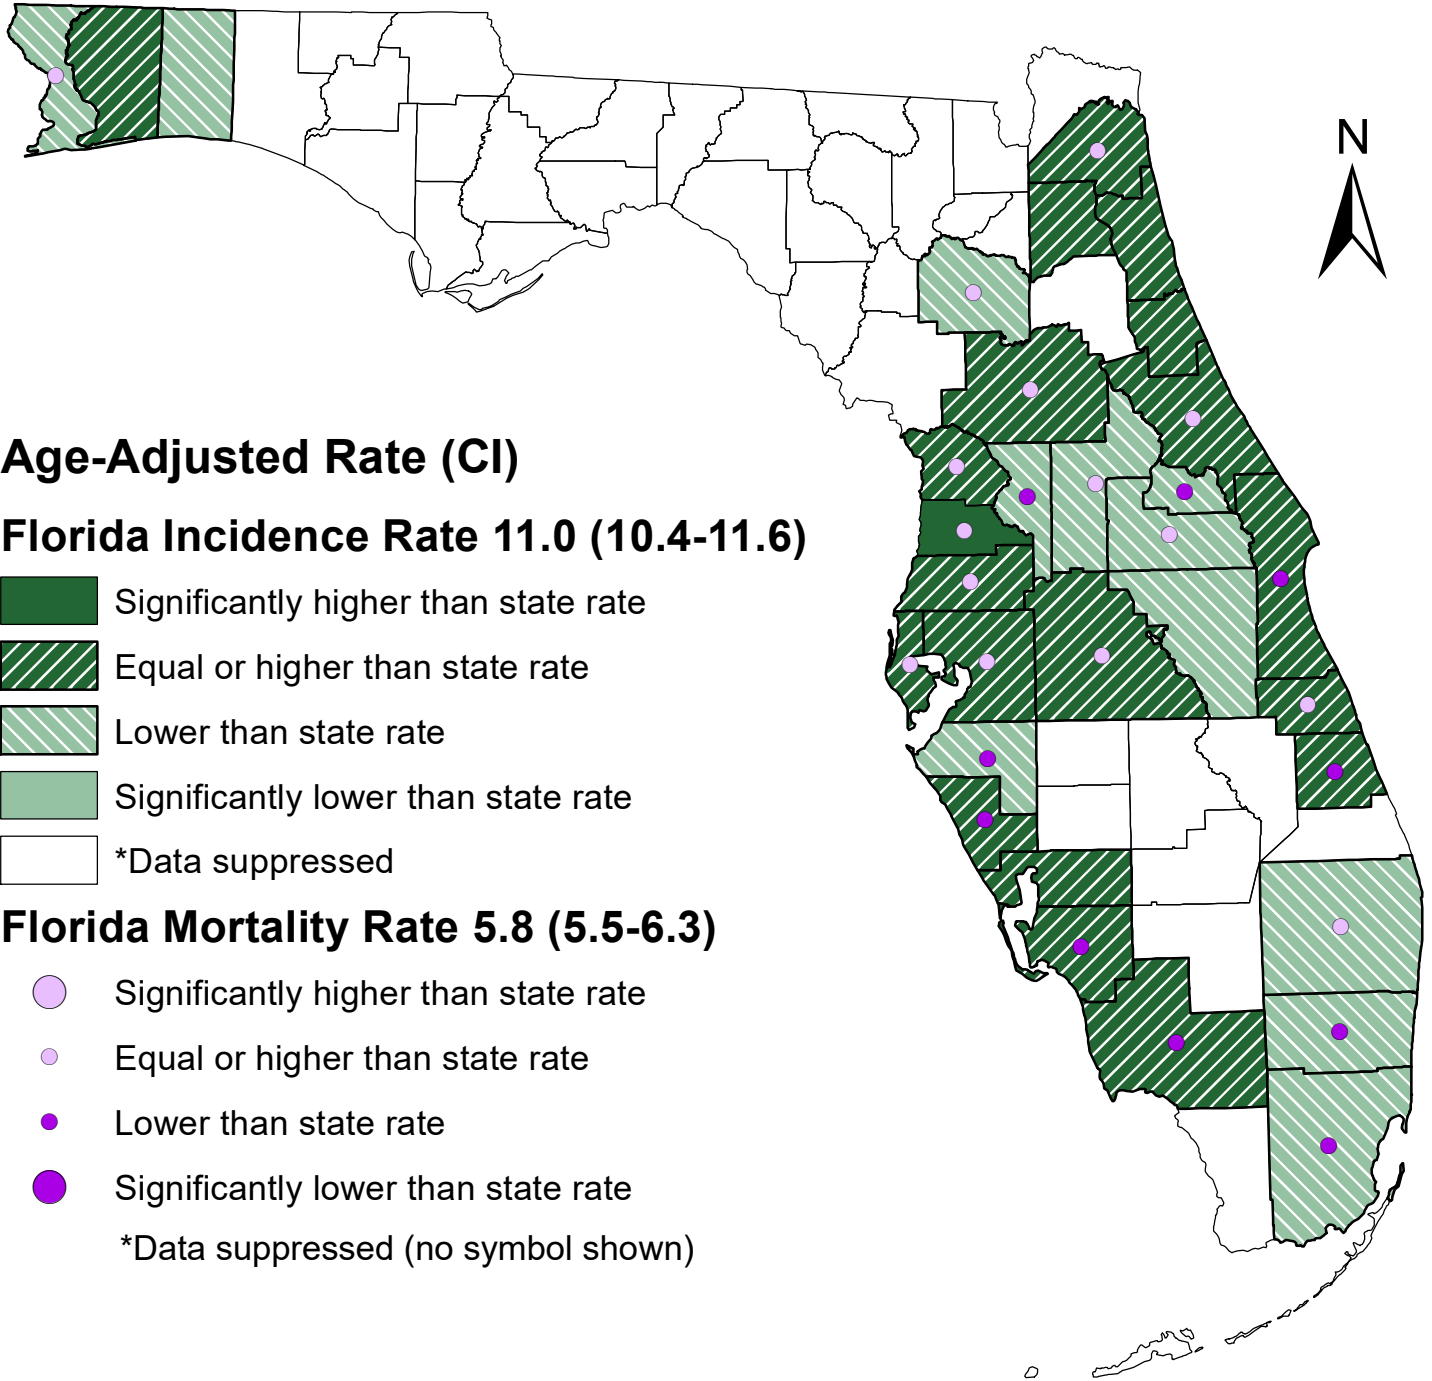 N
Age-Adjusted Rate (CI)
Florida Incidence Rate 11.0 (10.4-11.6)
Significantly higher than state rate
Equal or higher than state rate
Lower than state rate
Significantly lower than state rate
*Data suppressed
Florida Mortality Rate 5.8 (5.5-6.3)
Significantly higher than state rate
Equal or higher than state rate
Lower than state rate
Significantly lower than state rate
*Data suppressed (no symbol shown)